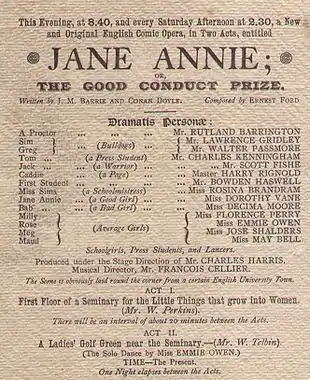 This Evening, at 8.40, and every Saturday Afternoon at 2.30, a New
and Original English Comic Opera, in Two Acts, entitled
JANE ANNIE;
OR,
THE GOOD CONDUCT PRIZE.
Written by J. M. BARRIE AND CONAN DOYLE. Composed by ERNEST FORD
Dramatis Personæ:
A Proctor ... ... ... Mr. RUTLAND BARRINGTON
Sim } (Bulldogs) { Mr. LAWRENCE GRIDLEY
Greg } { Mr. WALTER PASSMORE
Tom ... (a Press Student) Mr. CHARLES KENNINGHAM
Jack ... (a Warrior) ... Mr. SCOTT FISHE
Caddie ... (a Page) ... Master HARRY RIGNOLD
First Student ... ... Mr. BOWDEN HASWELL
Miss Sims ... (a Schoolmistress) Miss ROSINA BRANDRAM
Jane Annie ... (a Good Girl) ... Miss DOROTHY VANE
Bab ... (a Bad Girl) ... Miss DECIMA MOORE
Milly } { Miss FLORENCE PERRY
Rose } (Average Girls) { Miss EMMIE OWEN
Meg } { Miss JOSE SHALDERS
Maud } { Miss MAY BELL
Schoolgirls, Press Students, and Lancers.
Produced under the Stage Direction of Mr. CHARLES HARRIS,
Musical Director, Mr. FRANCOIS CELLIER.
The Scene is obviously laid round the corner from a certain English University Town.
ACT I.
First Floor of a Seminary for the Little Things that grow into Women.
(Mr. W. Perkins).
There will be an interval of about 20 minutes between the Acts.
ACT II.
A Ladies' Golf Green near the Seminary.—(Mr. W. Telbin)
(The Solo Dance by Miss EMMIE OWEN.)
TIME—The Present.
One Night elapses between the Acts.